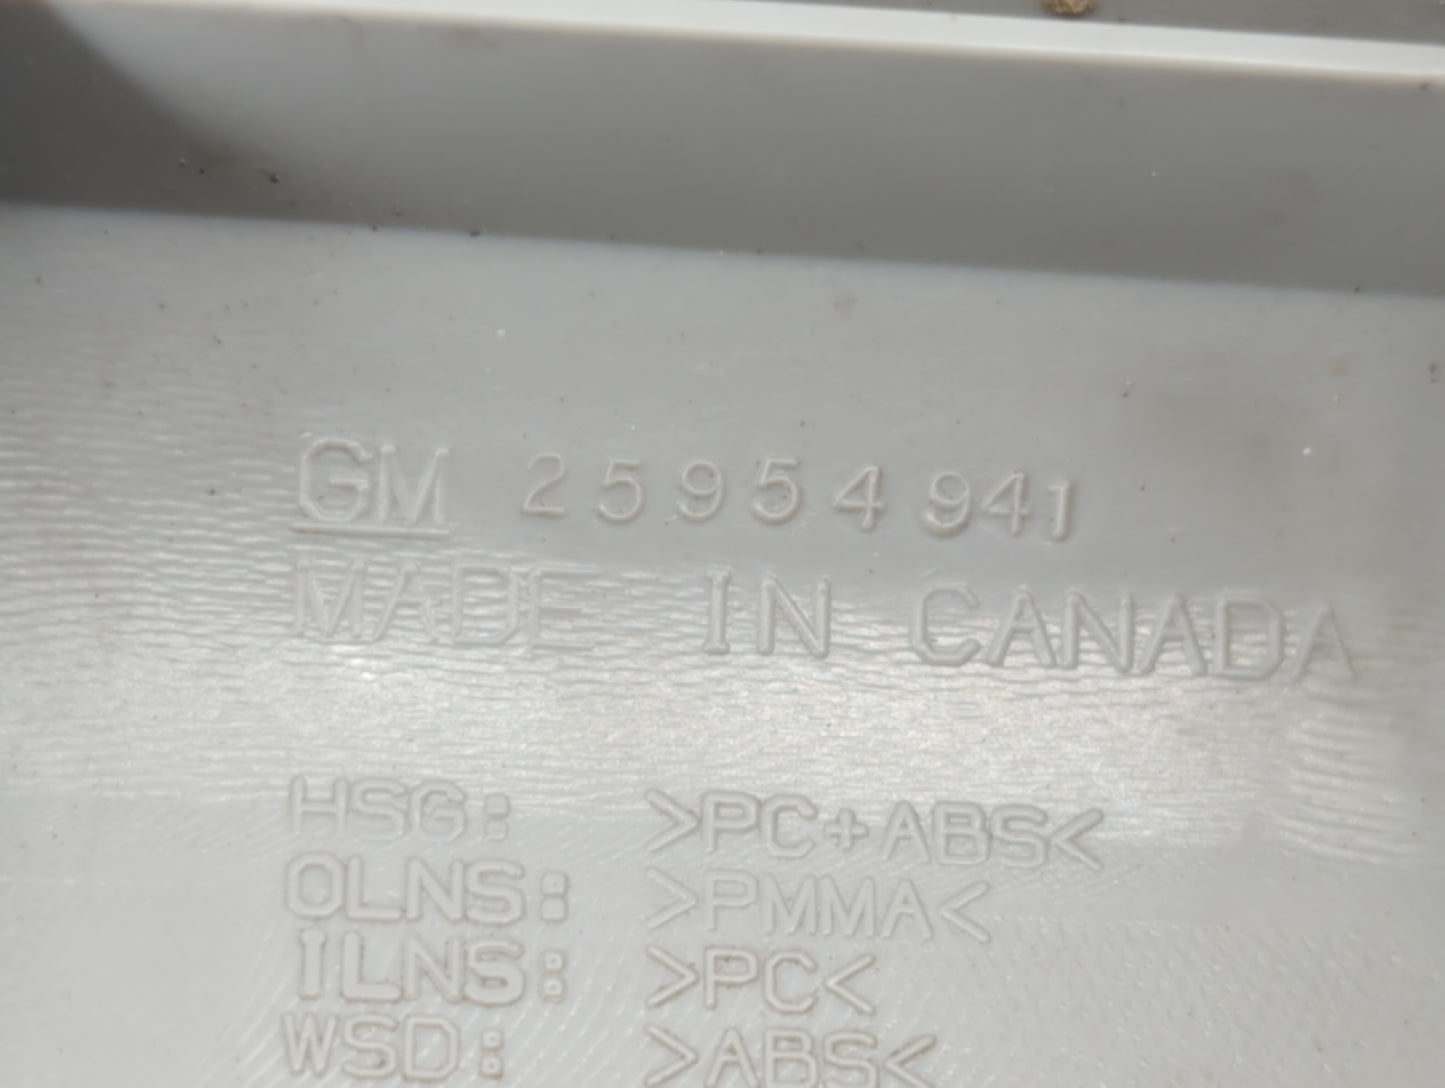 GM 25954941
MADE IN CANADA
HSG: >PC+ABS<
OLNS: >PMMA<
ILNS: >PC<
WSD: >ABS<